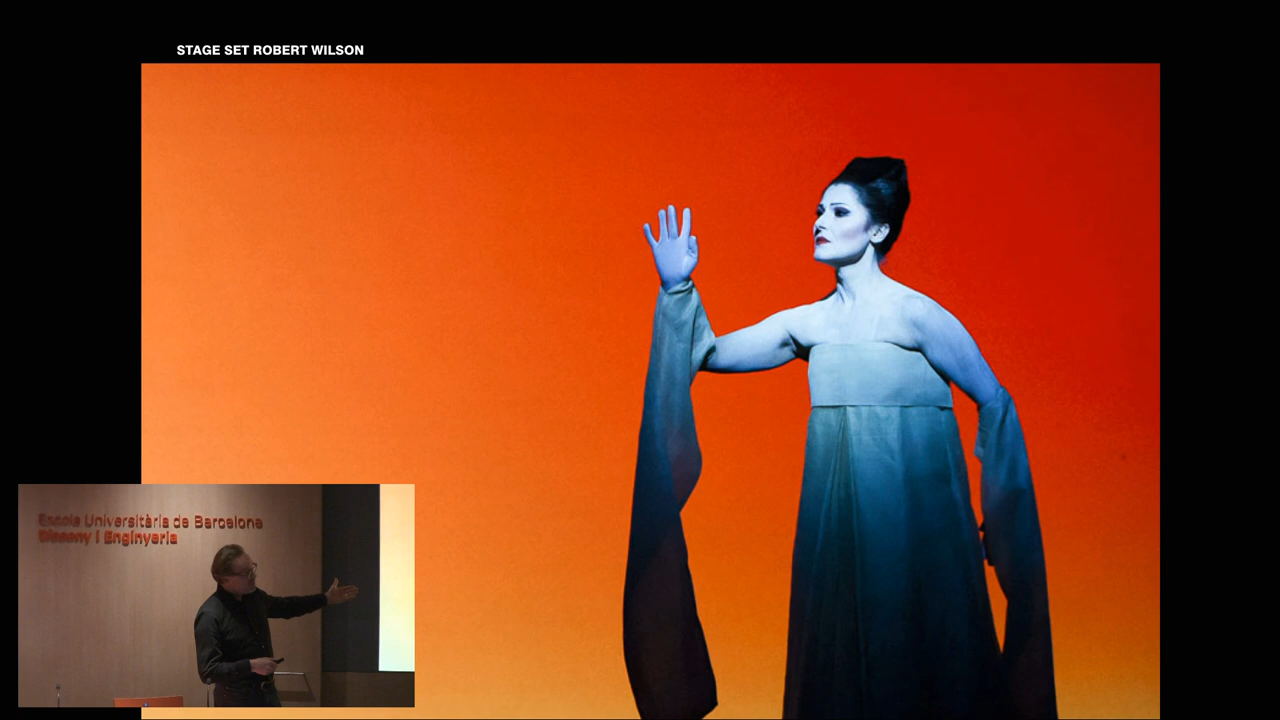 STAGE SET ROBERT WILSON
Escola Universitària de Barcelona
Disseny i Enginyeria